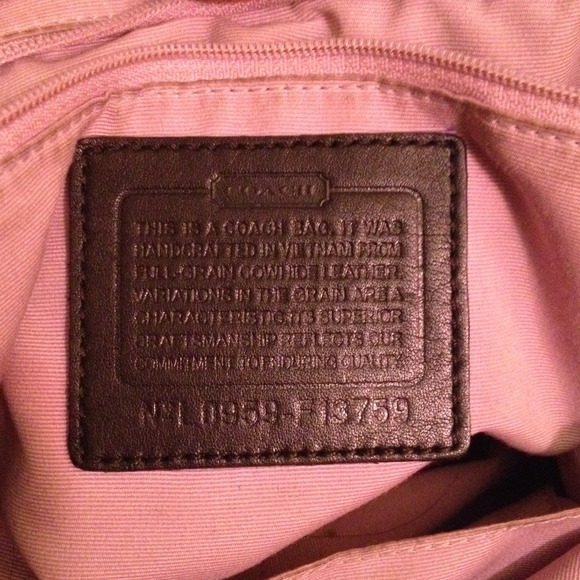 COACH
THIS IS A COACH BAG. IT WAS
HANDCRAFTED IN VIETNAM FROM
FULL-GRAIN COWHIDE LEATHER.
VARIATIONS IN THE GRAIN ARE A
CHARACTERISTIC. ITS SUPERIOR
CRAFTSMANSHIP REFLECTS OUR
COMMITMENT TO ENDURING QUALITY.
Nº L0959-F13759